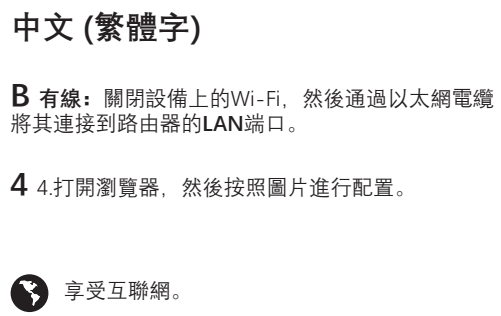 中文 (繁體字)
B 有線：關閉設備上的Wi-Fi，然後通過以太網電纜
將其連接到路由器的LAN端口。
4 4.打開瀏覽器，然後按照圖片進行配置。
享受互聯網。